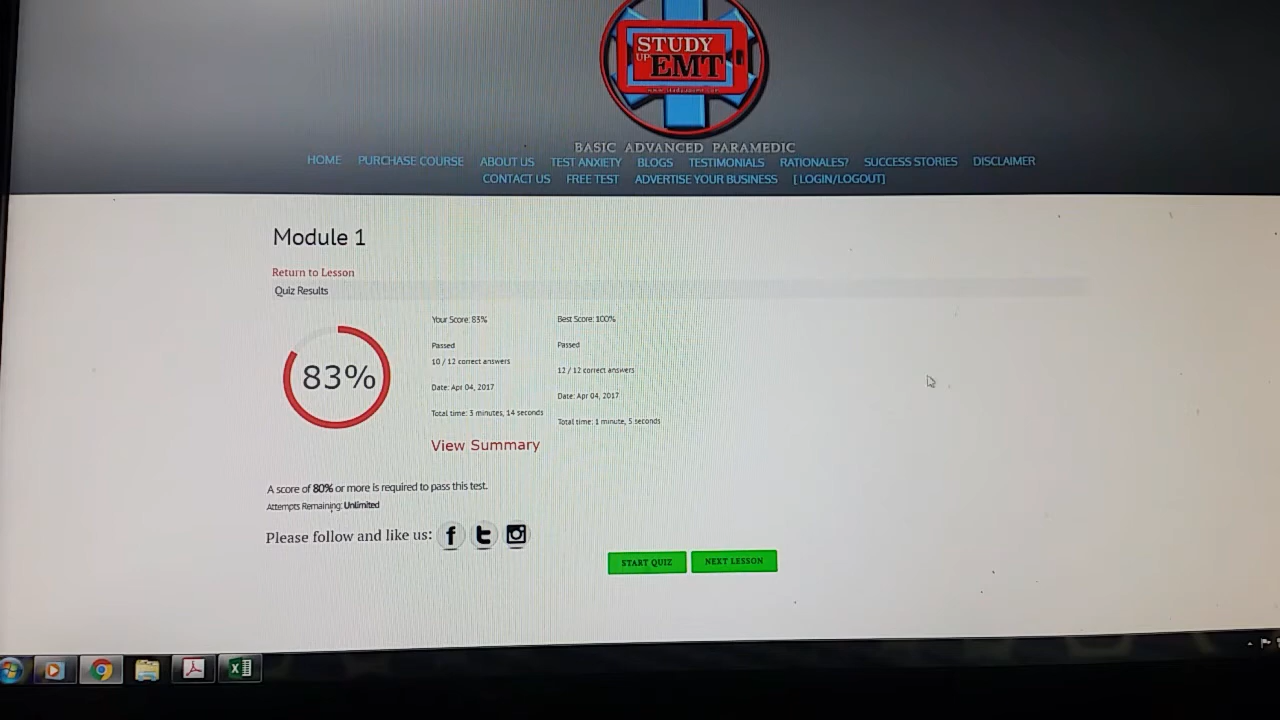 STUDY
UP EMT
www.studyupemt.com
BASIC ADVANCED PARAMEDIC
HOME PURCHASE COURSE ABOUT US TEST ANXIETY BLOGS TESTIMONIALS RATIONALES? SUCCESS STORIES DISCLAIMER
CONTACT US FREE TEST ADVERTISE YOUR BUSINESS [ LOGIN/LOGOUT]
Module 1
Return to Lesson
Quiz Results
83%
Your Score: 83%
Passed
10 / 12 correct answers
Date: Apr 04, 2017
Total time: 3 minutes, 14 seconds
View Summary
Best Score: 100%
Passed
12 / 12 correct answers
Date: Apr 04, 2017
Total time: 1 minute, 5 seconds
A score of 80% or more is required to pass this test.
Attempts Remaining: Unlimited
Please follow and like us:
START QUIZ NEXT LESSON